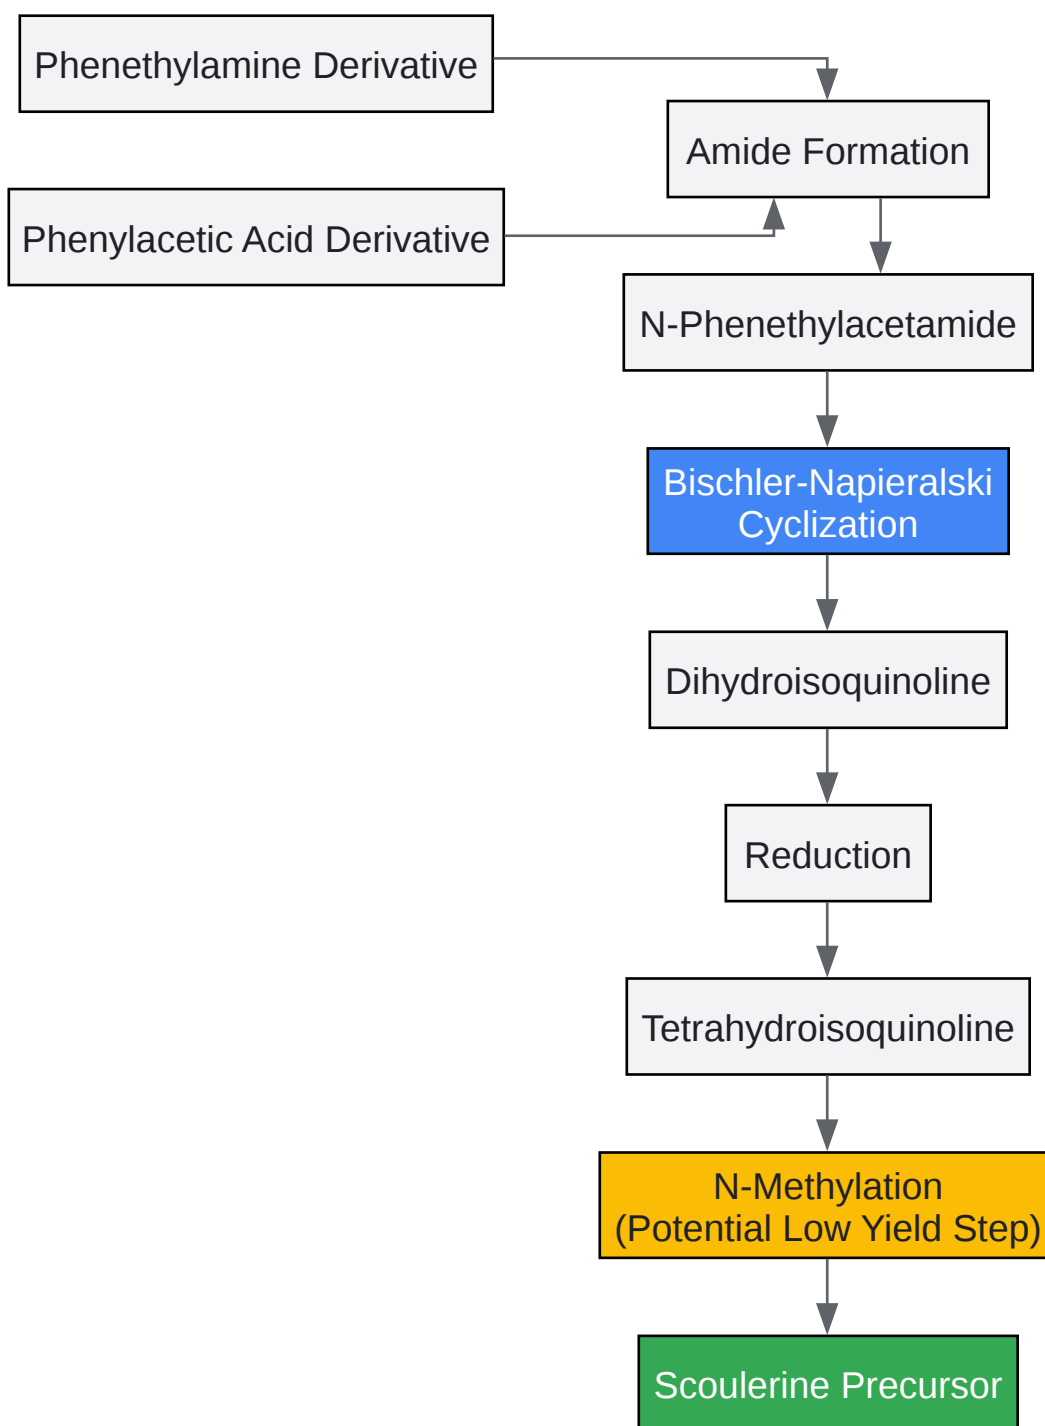 Phenethylamine Derivative
Amide Formation
Phenylacetic Acid Derivative
N-Phenethylacetamide
Bischler-Napieralski
Cyclization
Dihydroisoquinoline
Reduction
Tetrahydroisoquinoline
N-Methylation
(Potential Low Yield Step)
Scoulerine Precursor